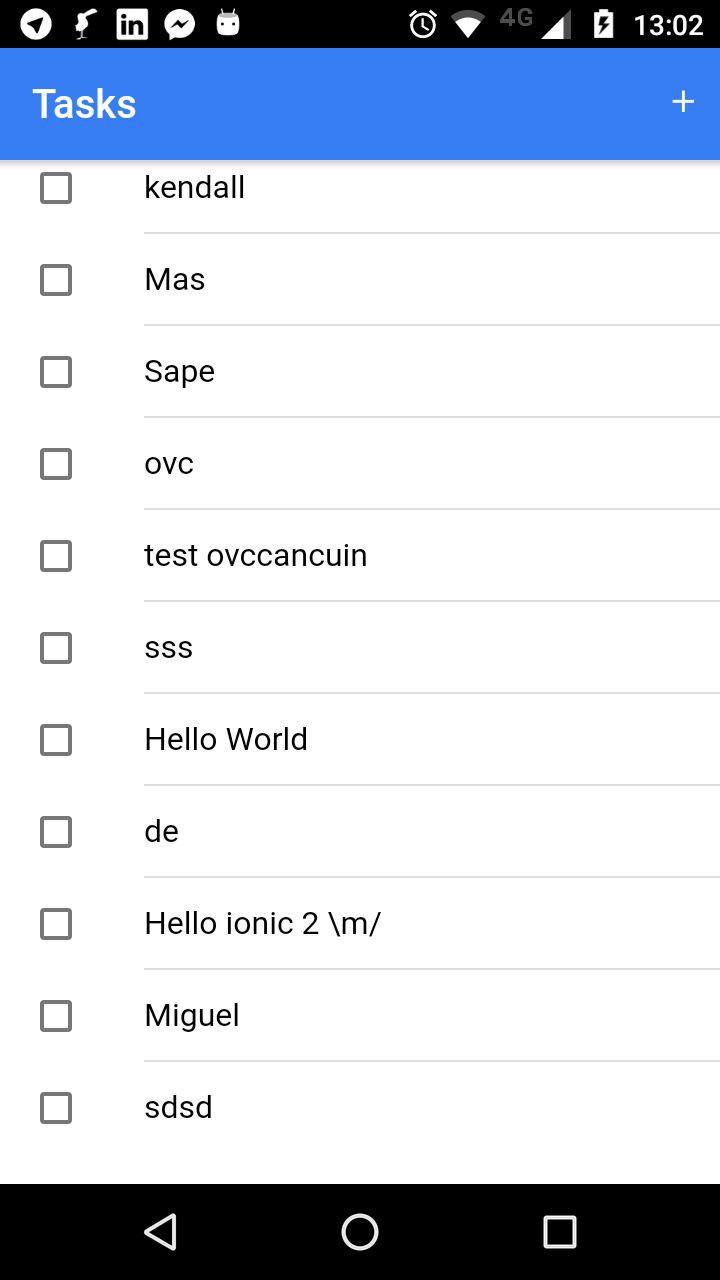 4G 13:02
Tasks +
kendall
Mas
Sape
ovc
test ovccancuin
sss
Hello World
de
Hello ionic 2 \m/
Miguel
sdsd